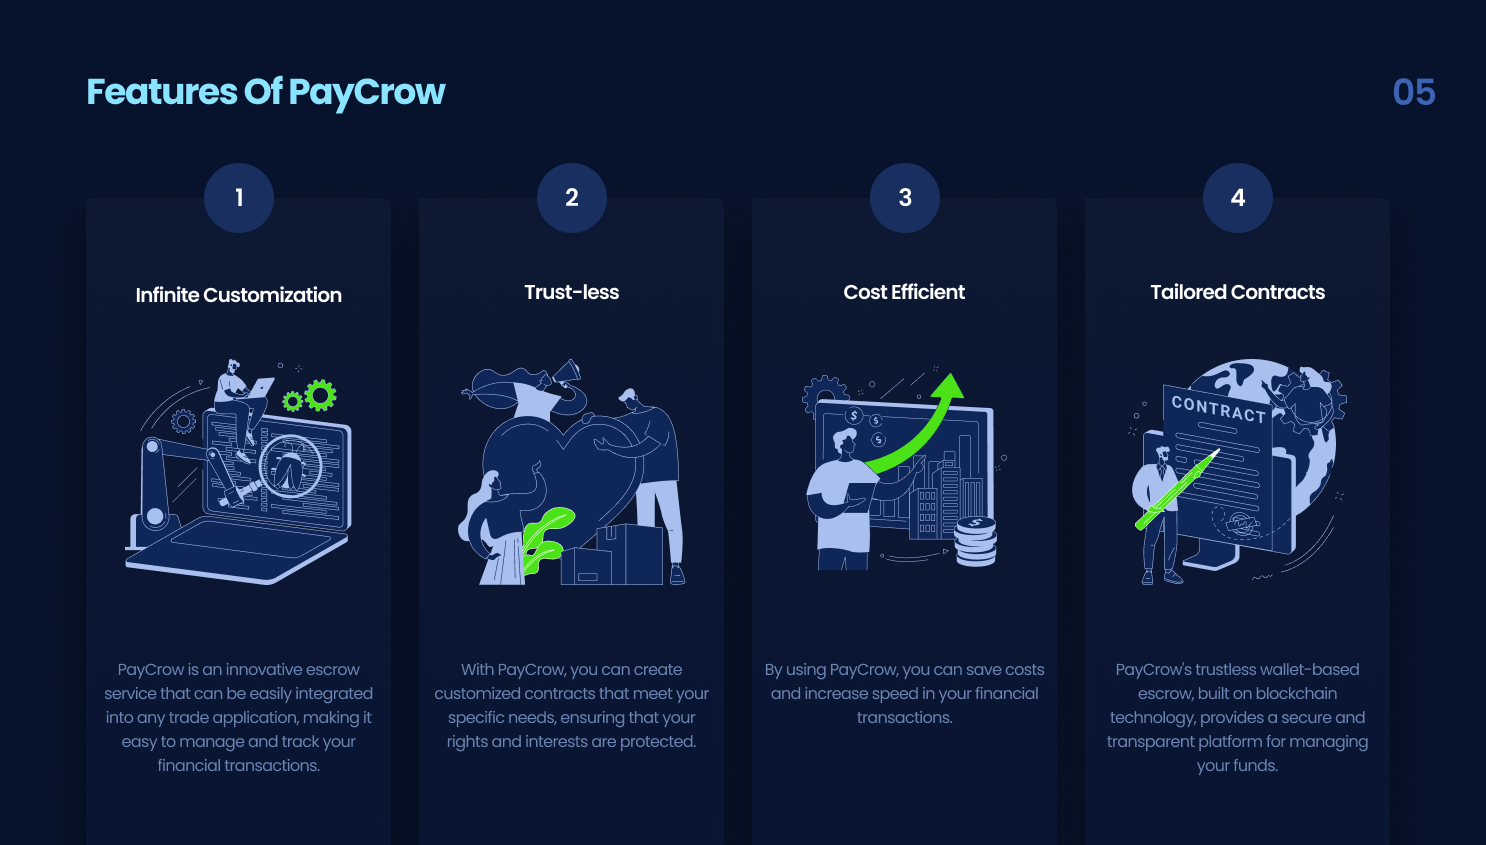 Features Of PayCrow
05
1
Infinite Customization
PayCrow is an innovative escrow
service that can be easily integrated
into any trade application, making it
easy to manage and track your
financial transactions.
2
Trust-less
With PayCrow, you can create
customized contracts that meet your
specific needs, ensuring that your
rights and interests are protected.
3
Cost Efficient
$
$
$
$
By using PayCrow, you can save costs
and increase speed in your financial
transactions.
4
Tailored Contracts
CONTRACT
PayCrow's trustless wallet-based
escrow, built on blockchain
technology, provides a secure and
transparent platform for managing
your funds.